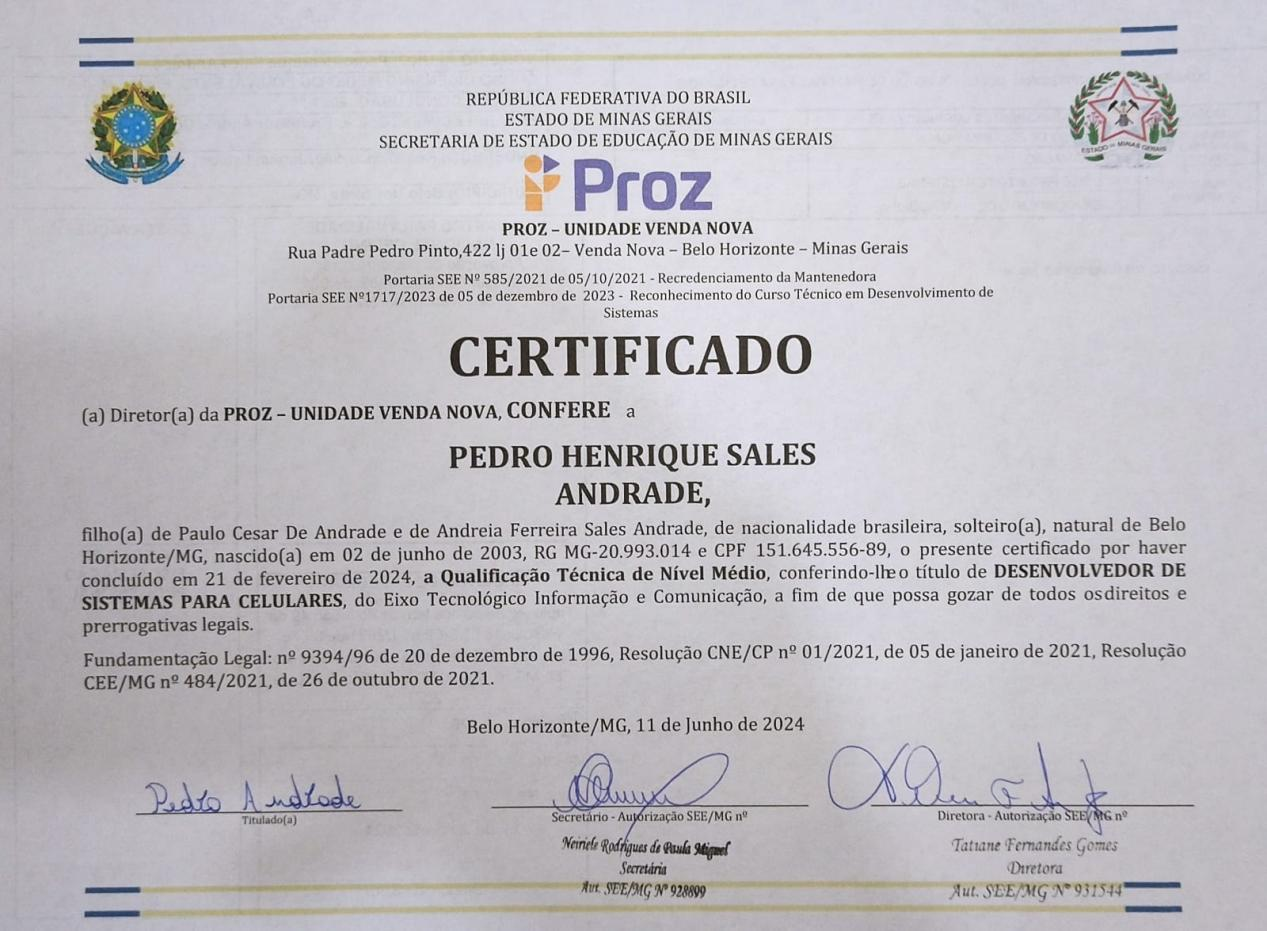 REPÚBLICA FEDERATIVA DO BRASIL
ESTADO DE MINAS GERAIS
SECRETARIA DE ESTADO DE EDUCAÇÃO DE MINAS GERAIS
ESTADO DE MINAS GERAIS
Proz
PROZ – UNIDADE VENDA NOVA
Rua Padre Pedro Pinto,422 lj 01e 02– Venda Nova – Belo Horizonte – Minas Gerais
Portaria SEE Nº 585/2021 de 05/10/2021 - Recredenciamento da Mantenedora
Portaria SEE Nº1717/2023 de 05 de dezembro de 2023 - Reconhecimento do Curso Técnico em Desenvolvimento de
Sistemas
CERTIFICADO
(a) Diretor(a) da PROZ – UNIDADE VENDA NOVA, CONFERE a
PEDRO HENRIQUE SALES
ANDRADE,
filho(a) de Paulo Cesar De Andrade e de Andreia Ferreira Sales Andrade, de nacionalidade brasileira, solteiro(a), natural de Belo
Horizonte/MG, nascido(a) em 02 de junho de 2003, RG MG-20.993.014 e CPF 151.645.556-89, o presente certificado por haver
concluído em 21 de fevereiro de 2024, a Qualificação Técnica de Nível Médio, conferindo-lhe o título de DESENVOLVEDOR DE
SISTEMAS PARA CELULARES, do Eixo Tecnológico Informação e Comunicação, a fim de que possa gozar de todos os direitos e
prerrogativas legais.
Fundamentação Legal: nº 9394/96 de 20 de dezembro de 1996, Resolução CNE/CP nº 01/2021, de 05 de janeiro de 2021, Resolução
CEE/MG nº 484/2021, de 26 de outubro de 2021.
Belo Horizonte/MG, 11 de Junho de 2024
Pedro Andrade
Titulado(a)
Secretário - Autorização SEE/MG nº
Diretora - Autorização SEE/MG nº
Neiriele Rodrigues de Paula Miguel
Secretária
Aut. SEE/MG Nº 928899
Tatiane Fernandes Gomes
Diretora
Aut. SEE/MG Nº 931544